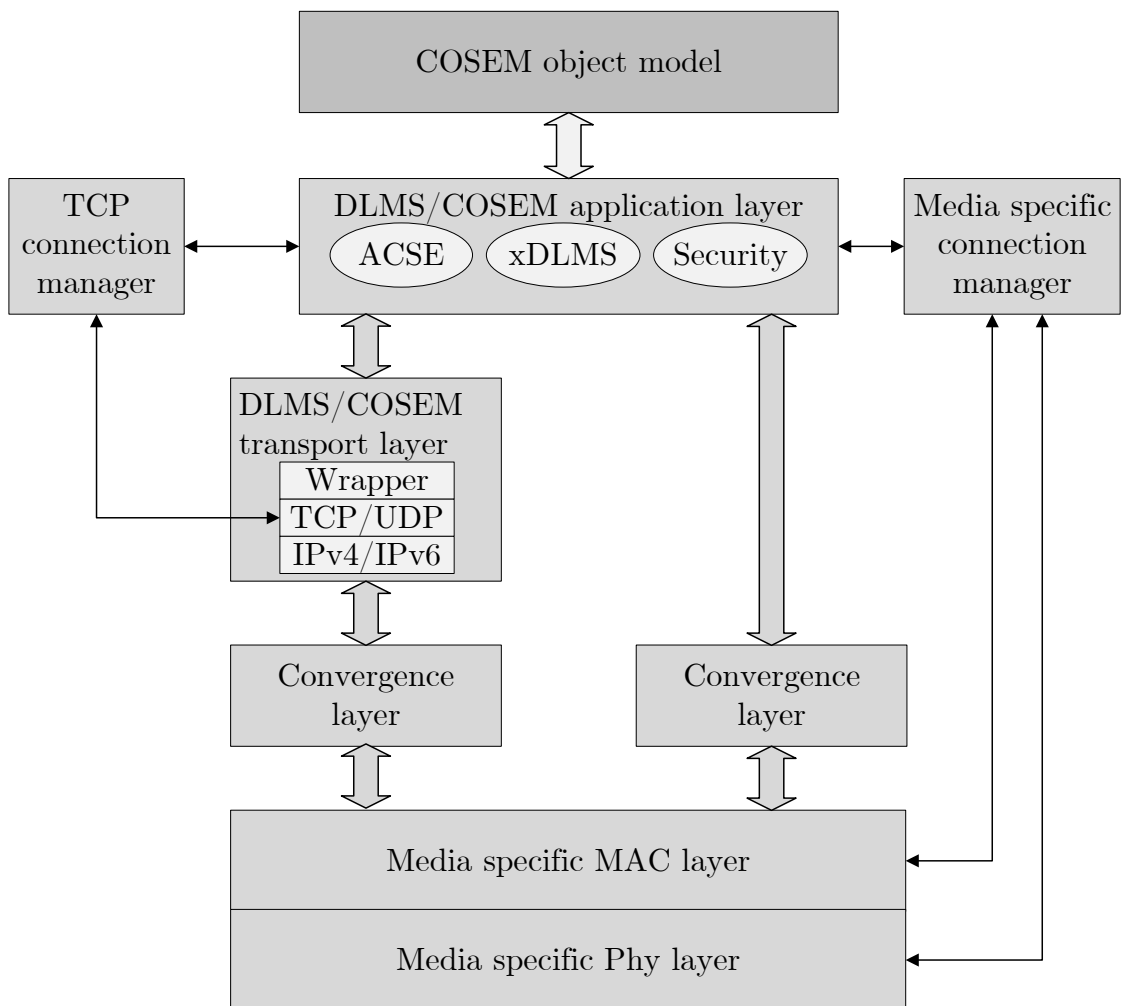 COSEM object model
TCP
connection
manager
DLMS/COSEM application layer
ACSE
xDLMS
Security
Media specific
connection
manager
DLMS/COSEM
transport layer
Wrapper
TCP/UDP
IPv4/IPv6
Convergence
layer
Convergence
layer
Media specific MAC layer
Media specific Phy layer